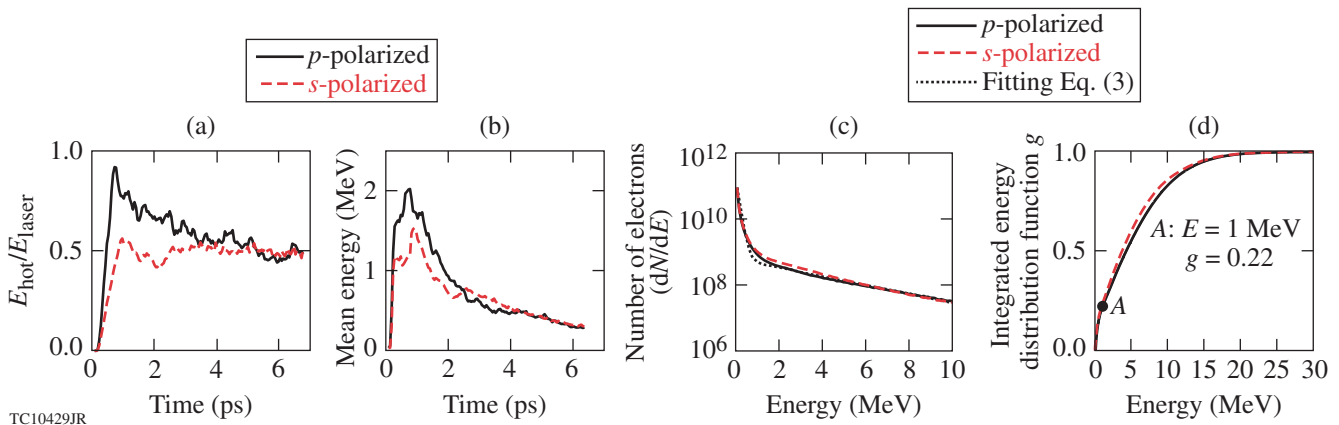 p-polarized
s-polarized
p-polarized
s-polarized
Fitting Eq. (3)
(a)
(b)
(c)
(d)
E_hot/E_laser
1.0
0.5
0.0
0 2 4 6
Time (ps)
Mean energy (MeV)
2
1
0
0 2 4 6
Time (ps)
Number of electrons
(dN/dE)
10^12
10^10
10^8
10^6
0 2 4 6 8 10
Energy (MeV)
Integrated energy
distribution function g
1.0
0.5
0.0
A: E = 1 MeV
g = 0.22
A
0 5 10 15 20 25 30
Energy (MeV)
TC10429JR